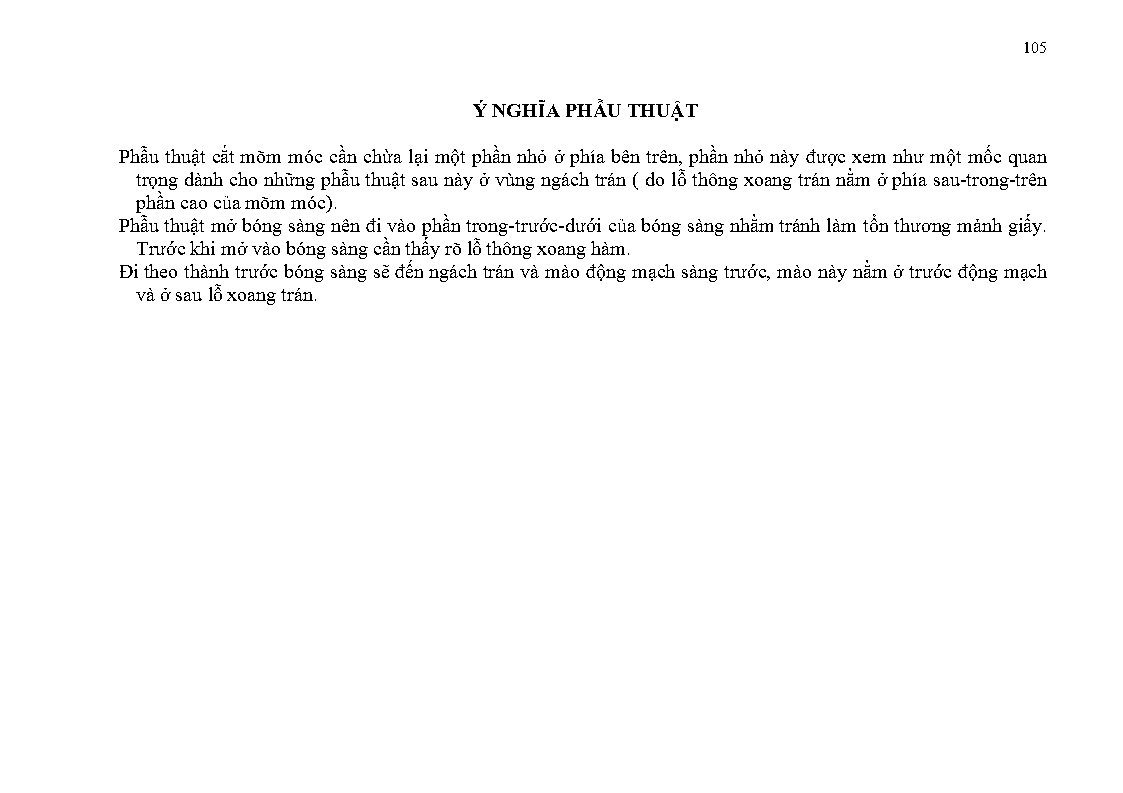 105
Ý NGHĨA PHẪU THUẬT
Phẫu thuật cắt mõm móc cần chừa lại một phần nhỏ ở phía bên trên, phần nhỏ này được xem như một mốc quan
trọng dành cho những phẫu thuật sau này ở vùng ngách trán ( do lỗ thông xoang trán nằm ở phía sau-trong-trên
phần cao của mõm móc).
Phẫu thuật mở bóng sàng nên đi vào phần trong-trước-dưới của bóng sàng nhằm tránh làm tổn thương mảnh giấy.
Trước khi mở vào bóng sàng cần thấy rõ lỗ thông xoang hàm.
Đi theo thành trước bóng sàng sẽ đến ngách trán và mào động mạch sàng trước, mào này nằm ở trước động mạch
và ở sau lỗ xoang trán.